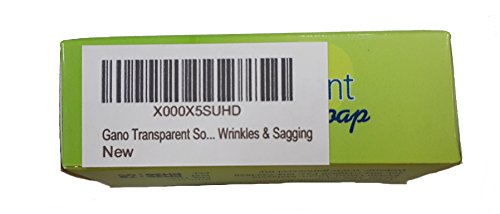 X000X5SUHD
Gano Transparent So... Wrinkles & Sagging
New
nt
oap